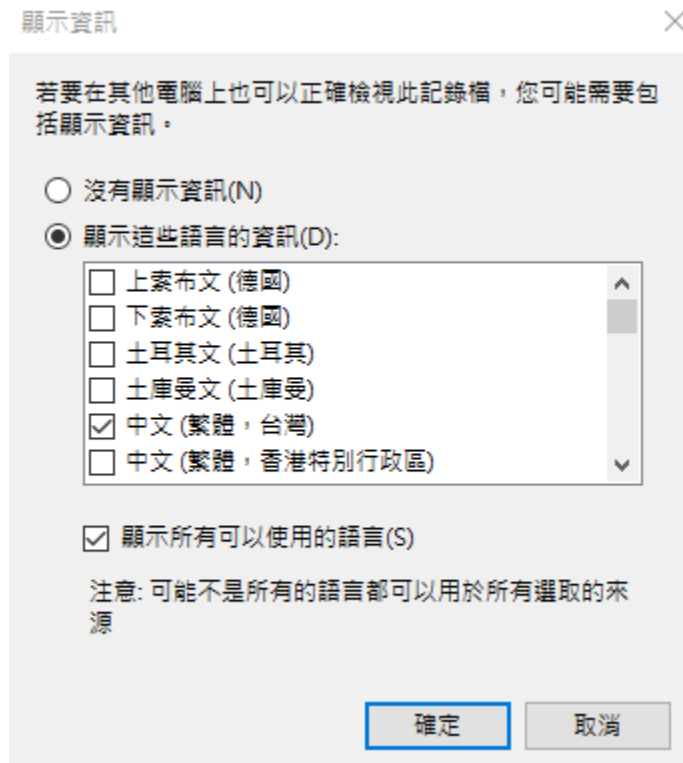 顯示資訊
若要在其他電腦上也可以正確檢視此記錄檔，您可能需要包
括顯示資訊。
沒有顯示資訊(N)
顯示這些語言的資訊(D):
上索布文 (德國)
下索布文 (德國)
土耳其文 (土耳其)
土庫曼文 (土庫曼)
中文 (繁體，台灣)
中文 (繁體，香港特別行政區)
顯示所有可以使用的語言(S)
注意: 可能不是所有的語言都可以用於所有選取的來
源
確定
取消